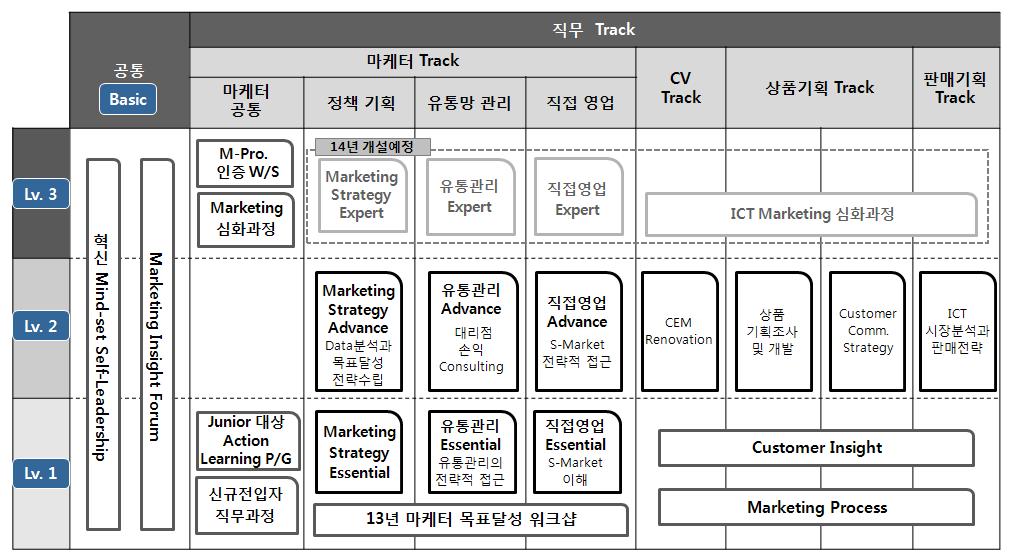 직무 Track
공통
Basic
마케터 Track
CV
Track
상품기획 Track
판매기획
Track
마케터
공통
정책 기획
유통망 관리
직접 영업
Lv. 3
혁신 Mind-set Self-Leadership
Marketing Insight Forum
M-Pro.
인증 W/S
Marketing
심화과정
14년 개설예정
Marketing
Strategy
Expert
유통관리
Expert
직접영업
Expert
ICT Marketing 심화과정
Lv. 2
Marketing
Strategy
Advance
Data분석과
목표달성
전략수립
유통관리
Advance
대리점
손익
Consulting
직접영업
Advance
S-Market
전략적 접근
CEM
Renovation
상품
기획조사
및 개발
Customer
Comm.
Strategy
ICT
시장분석과
판매전략
Lv. 1
Junior 대상
Action
Learning P/G
신규전입자
직무과정
Marketing
Strategy
Essential
유통관리
Essential
유통관리의
전략적 접근
직접영업
Essential
S-Market
이해
13년 마케터 목표달성 워크샵
Customer Insight
Marketing Process